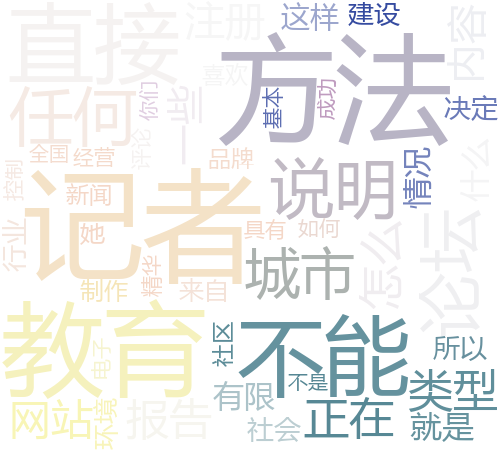 直接
注册
这样
建设
内容
方法
任何
一些
你们
喜欢
基本
成功
决定
评论
全国
经营
品牌
说明
情况
什么
控制
新闻
记者
她
具有
如何
行业
城市
怎么
论坛
制作
精华
来自
教育
不能
社区
所以
电子
不是
类型
网站
环境
报告
有限
正在
社会
就是